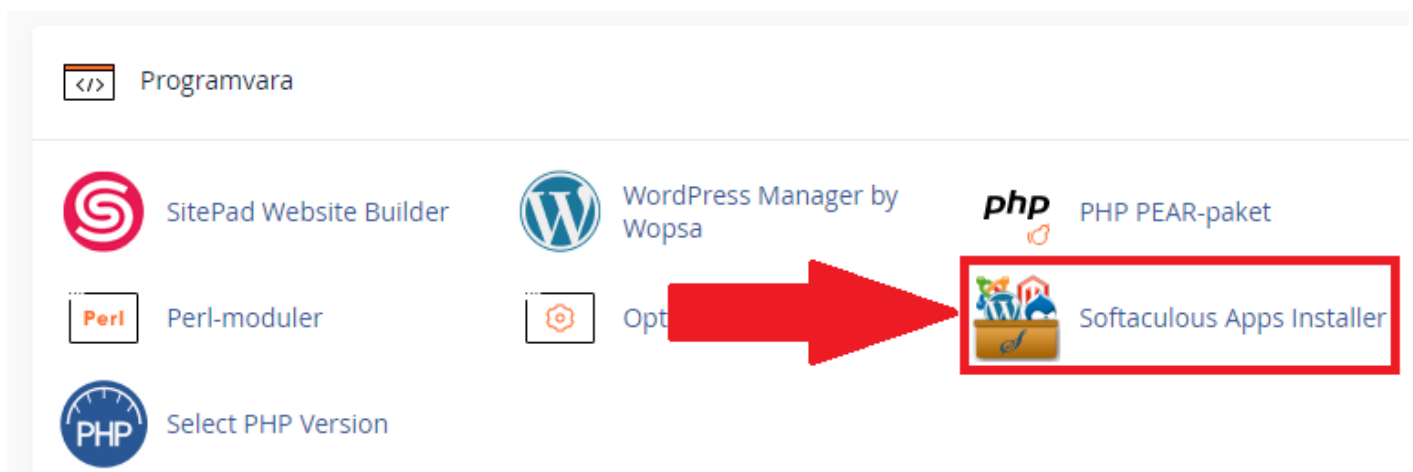 </> Programvara
SitePad Website Builder
WordPress Manager by
Wopsa
php PHP PEAR-paket
Perl Perl-moduler
Softaculous Apps Installer
PHP Select PHP Version